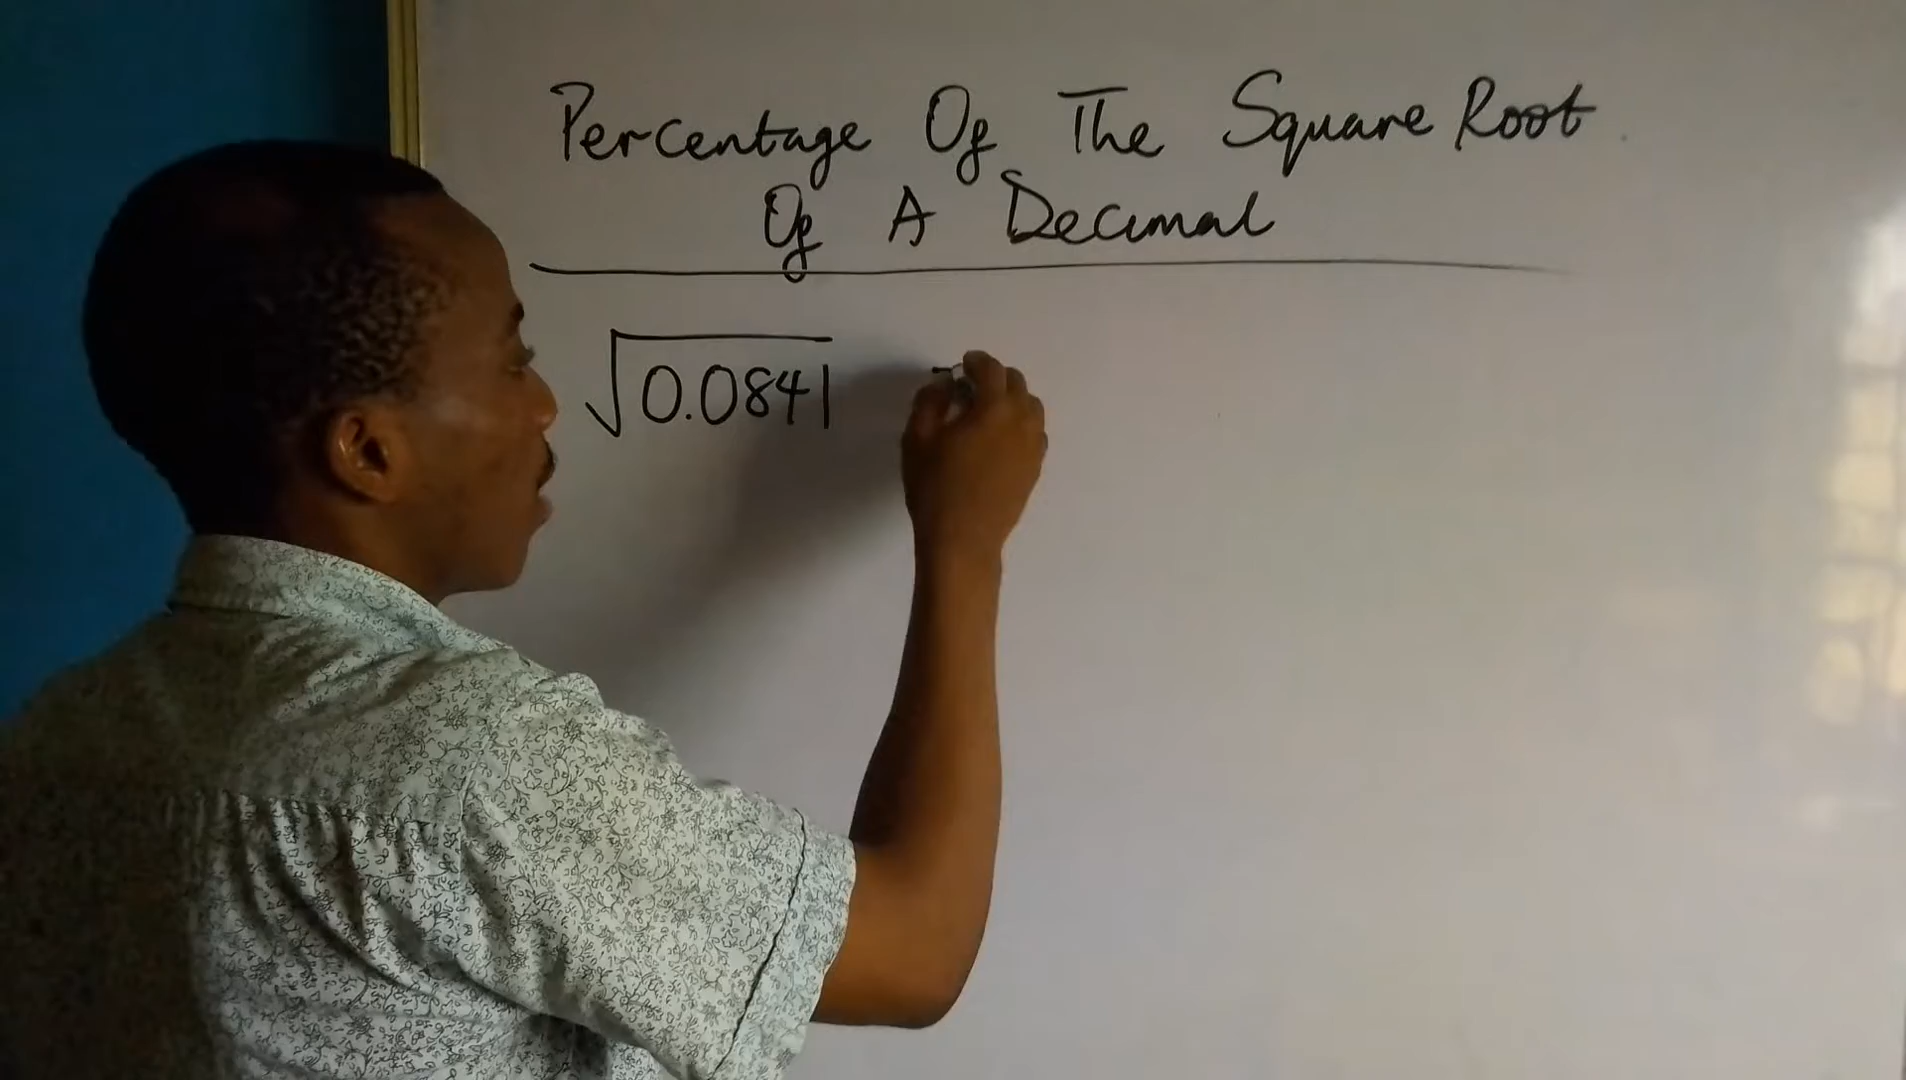 Percentage Of The Square Root
Of A Decimal
√0.0841